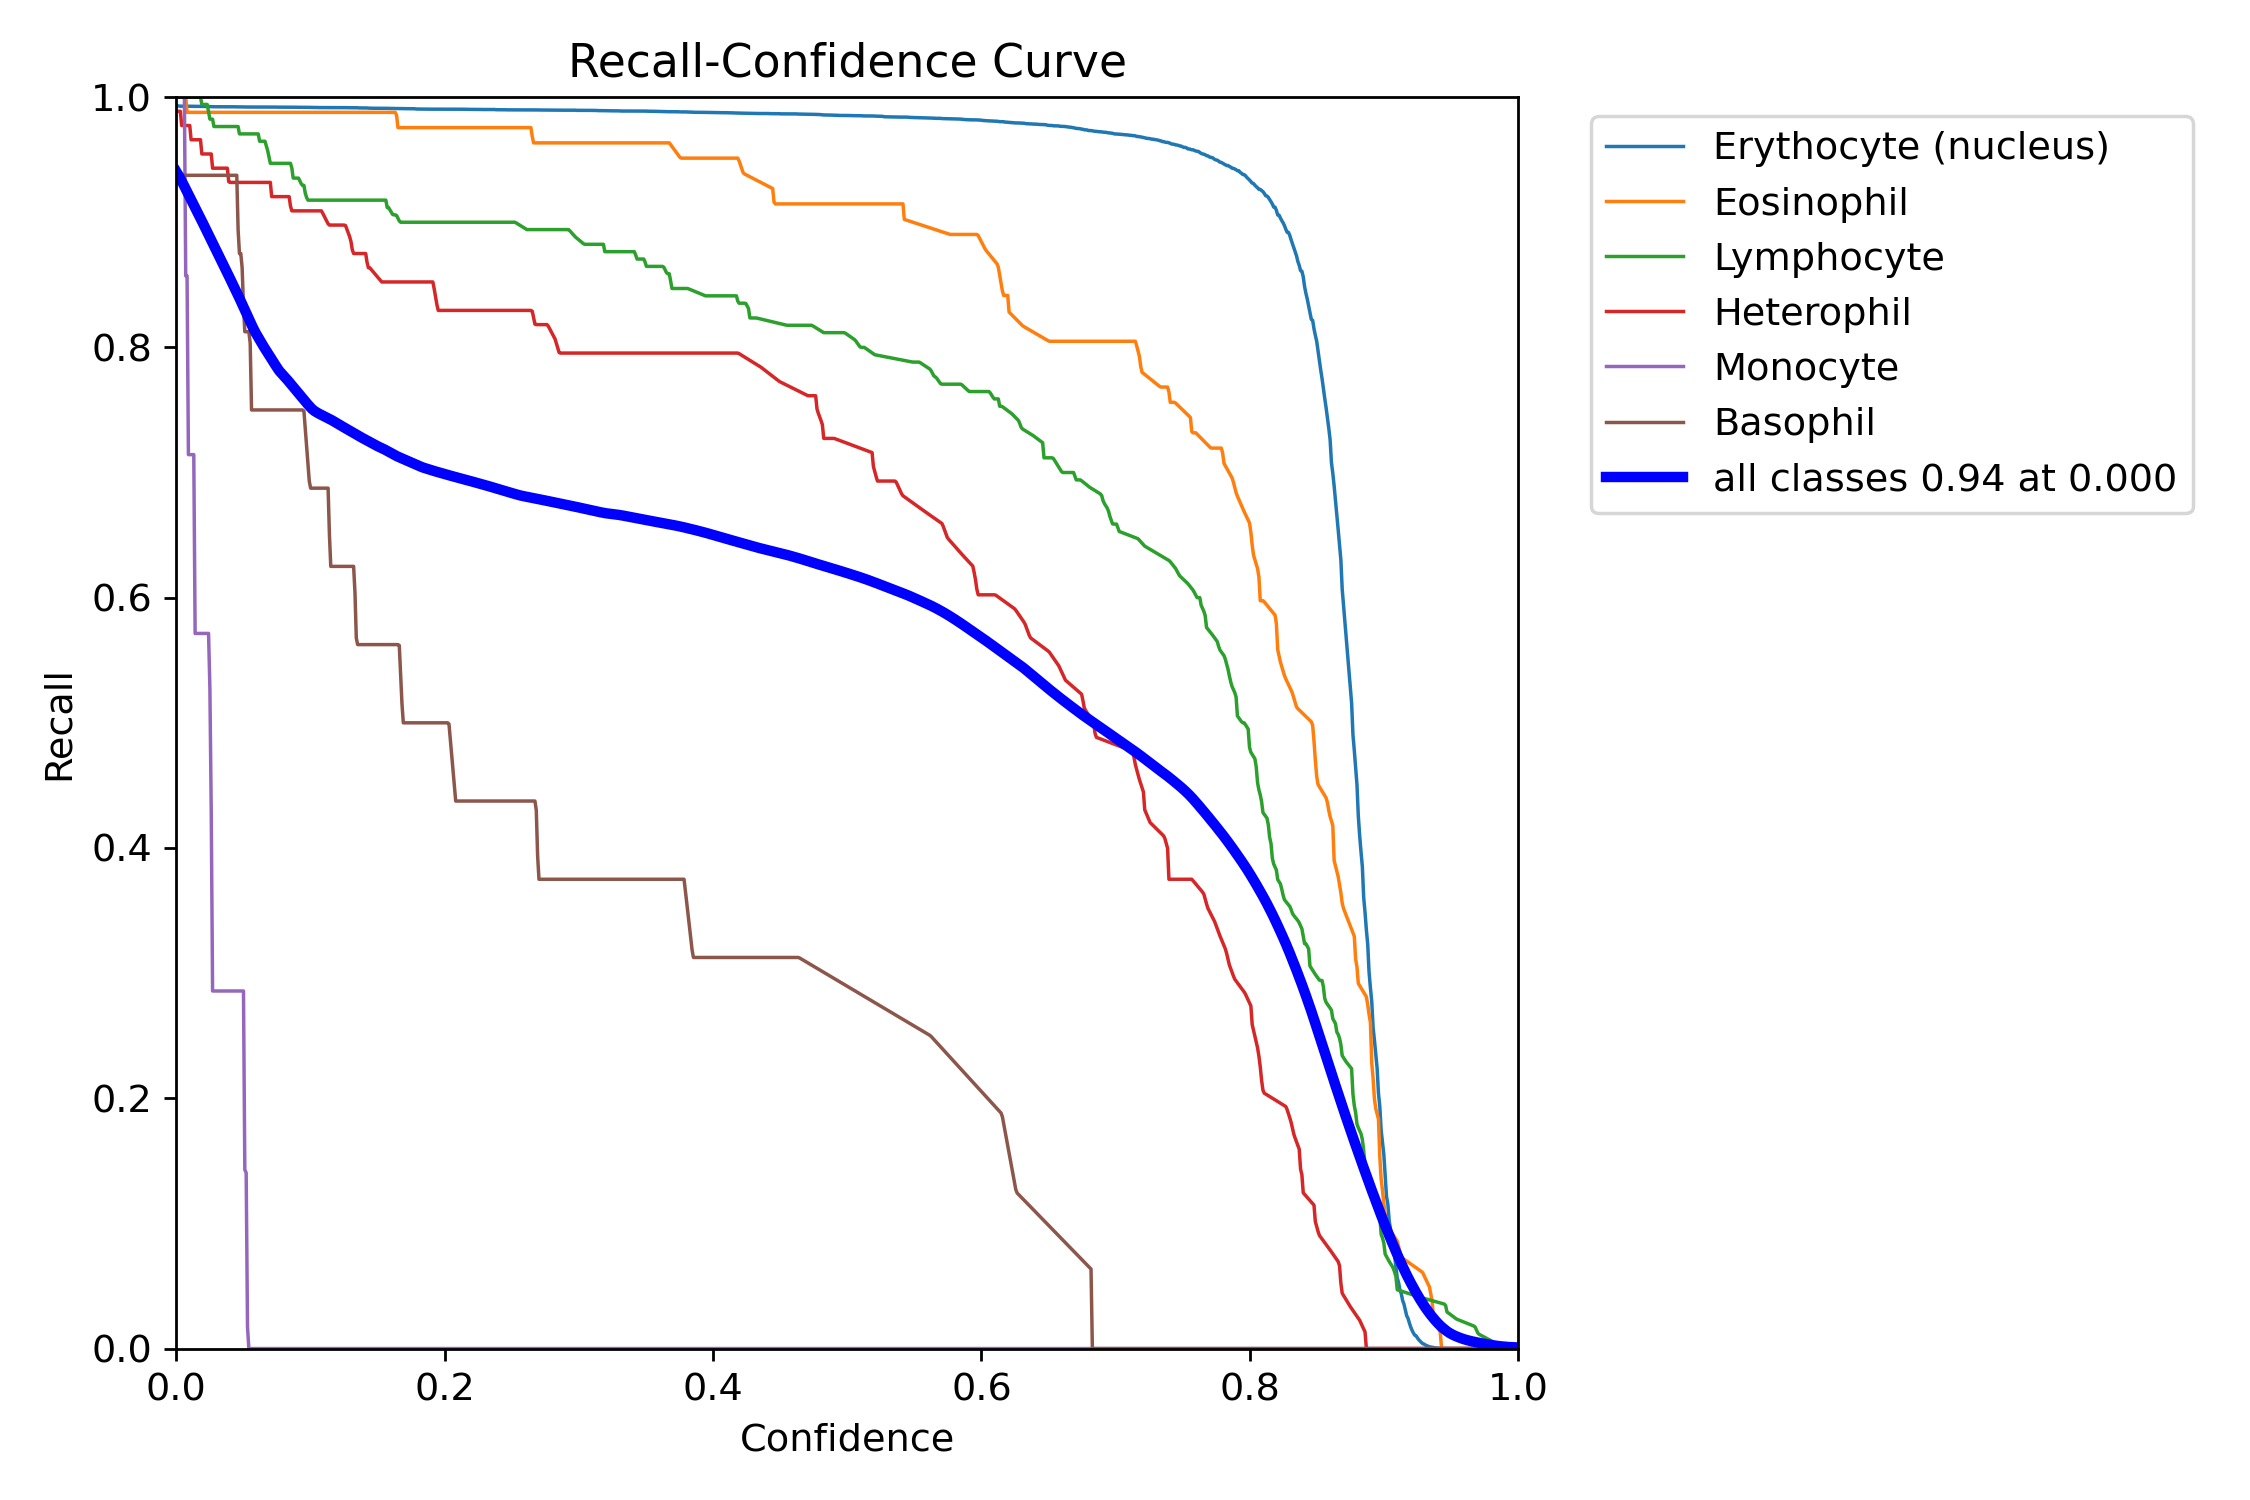 Recall-Confidence Curve
1.0
0.8
0.6
0.4
0.2
0.0
Recall
0.0 0.2 0.4 0.6 0.8 1.0
Confidence
Erythocyte (nucleus)
Eosinophil
Lymphocyte
Heterophil
Monocyte
Basophil
all classes 0.94 at 0.000